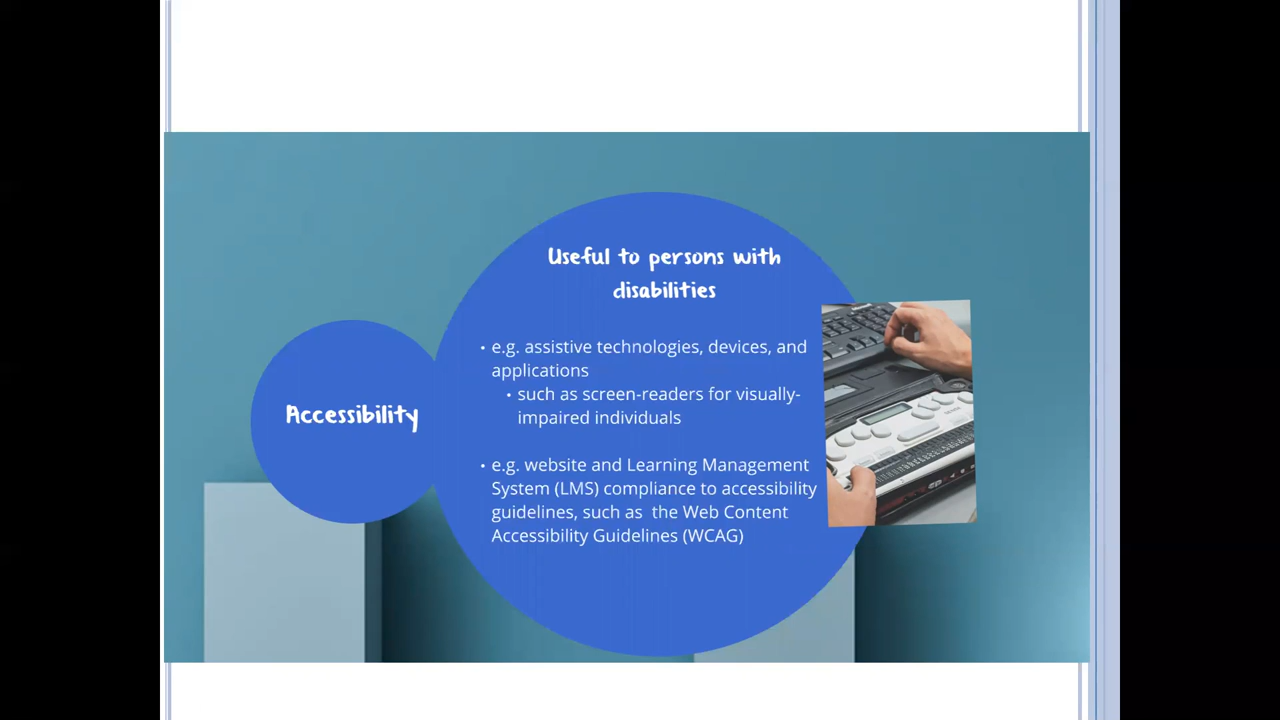 Accessibility
Useful to persons with
disabilities
• e.g. assistive technologies, devices, and
applications
• such as screen-readers for visually-
impaired individuals
• e.g. website and Learning Management
System (LMS) compliance to accessibility
guidelines, such as the Web Content
Accessibility Guidelines (WCAG)